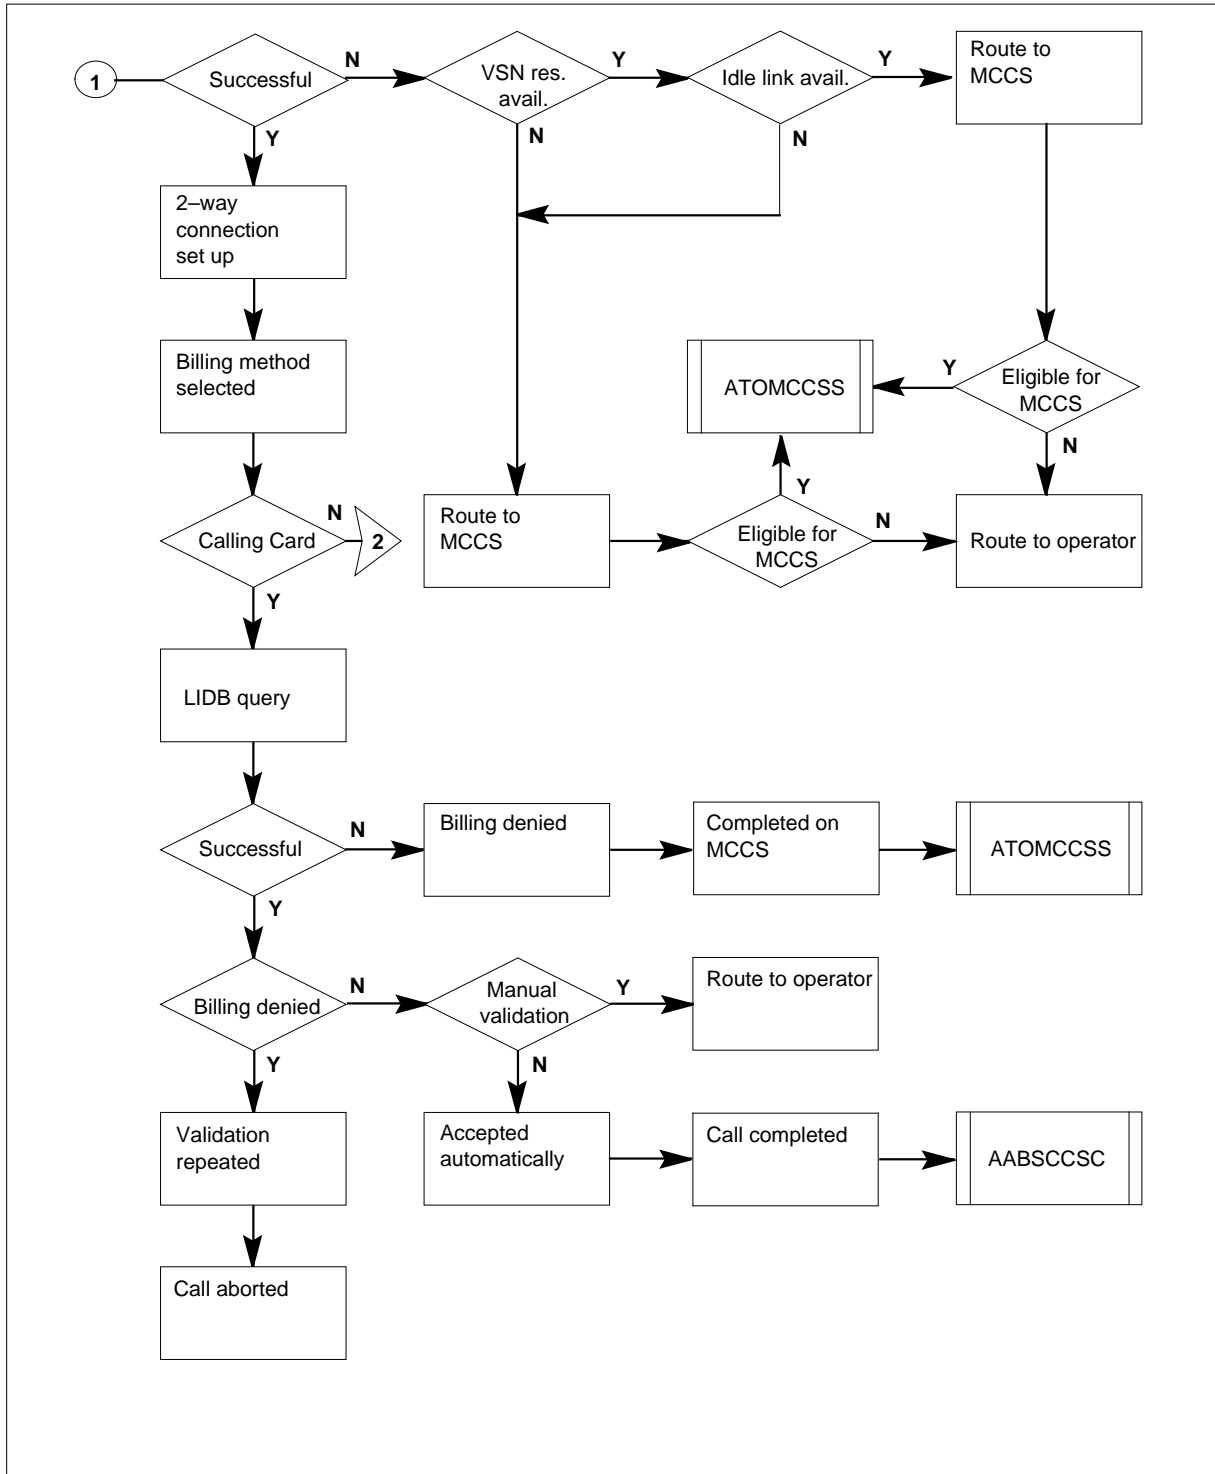 1
Successful
N
VSN res.
avail.
Y
Idle link avail.
Y
Route to
MCCS
Y
N
N
2–way
connection
set up
Billing method
selected
ATOMCCSS
Y
Eligible for
MCCS
N
Calling Card
N
2
Route to
MCCS
Y
Eligible for
MCCS
N
Route to operator
Y
LIDB query
Successful
N
Billing denied
Completed on
MCCS
ATOMCCSS
Y
Billing denied
N
Manual
validation
Y
Route to operator
Y
N
Validation
repeated
Accepted
automatically
Call completed
AABSCCSC
Call aborted